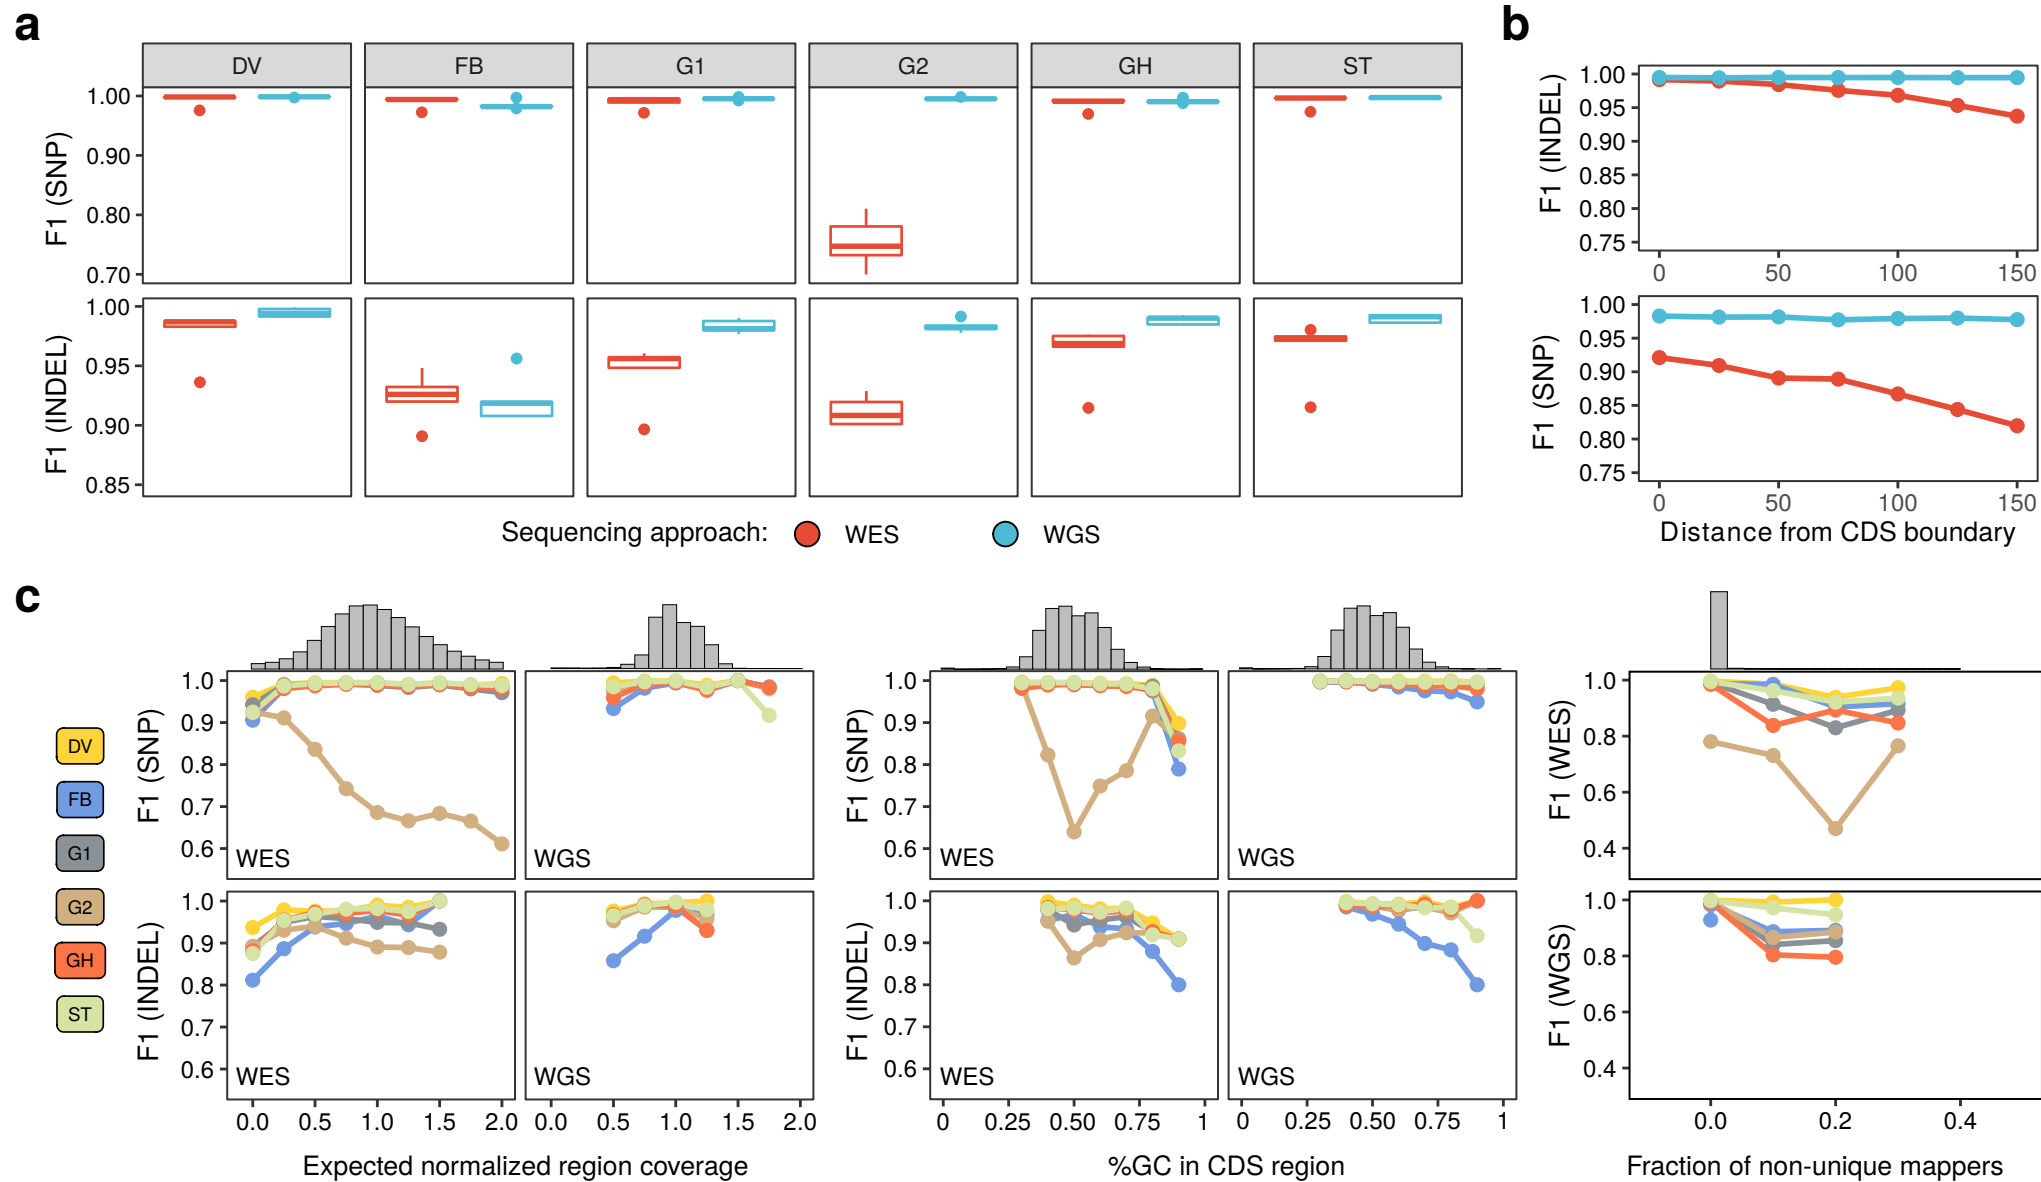 a
b
DV FB G1 G2 GH ST
F1 (SNP)
1.00
0.90
0.80
0.70
F1 (INDEL)
1.00
0.95
0.90
0.85
Sequencing approach: WES WGS
F1 (INDEL)
1.00
0.95
0.90
0.85
0.80
0.75
0 50 100 150
F1 (SNP)
1.00
0.95
0.90
0.85
0.80
0.75
0 50 100 150
Distance from CDS boundary
c
DV
FB
G1
G2
GH
ST
F1 (SNP)
1.0
0.9
0.8
0.7
0.6
WES WGS
F1 (INDEL)
1.0
0.9
0.8
0.7
0.6
WES WGS
0.0 0.5 1.0 1.5 2.0 0.0 0.5 1.0 1.5 2.0
Expected normalized region coverage
F1 (SNP)
1.0
0.9
0.8
0.7
0.6
WES WGS
F1 (INDEL)
1.0
0.9
0.8
0.7
0.6
WES WGS
0 0.25 0.50 0.75 1 0 0.25 0.50 0.75 1
%GC in CDS region
F1 (WES)
1.0
0.8
0.6
0.4
F1 (WGS)
1.0
0.8
0.6
0.4
0.0 0.2 0.4
Fraction of non-unique mappers